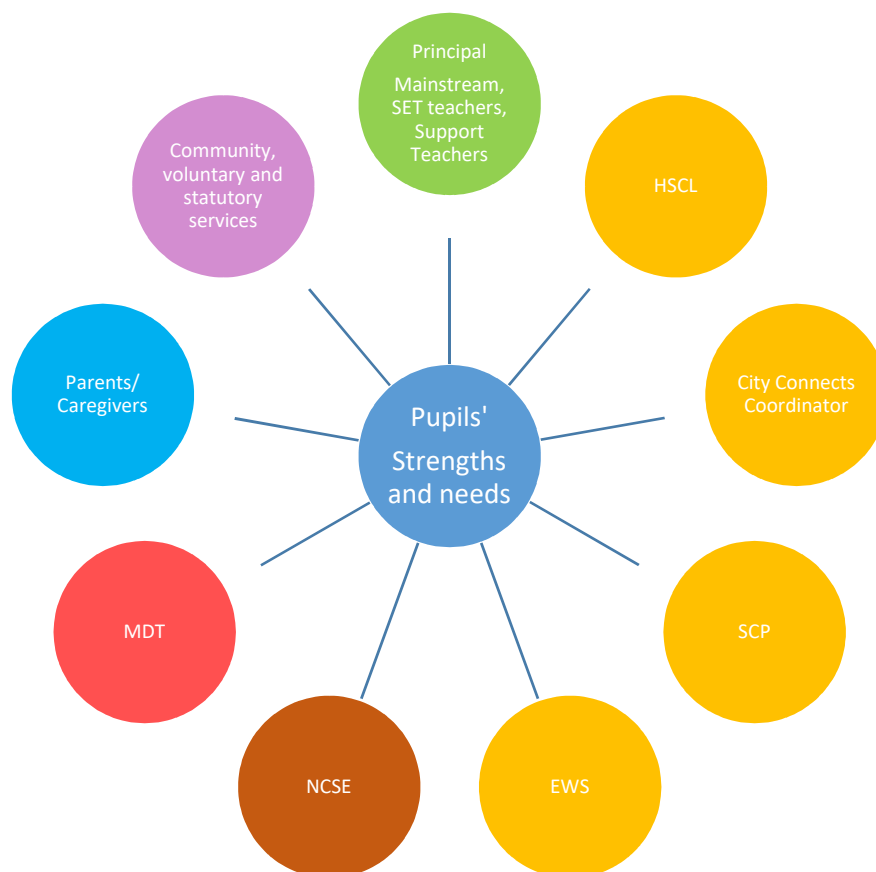 Principal
Mainstream,
SET teachers,
Support
Teachers
HSCL
City Connects
Coordinator
SCP
EWS
NCSE
MDT
Parents/
Caregivers
Community,
voluntary and
statutory
services
Pupils'
Strengths
and needs